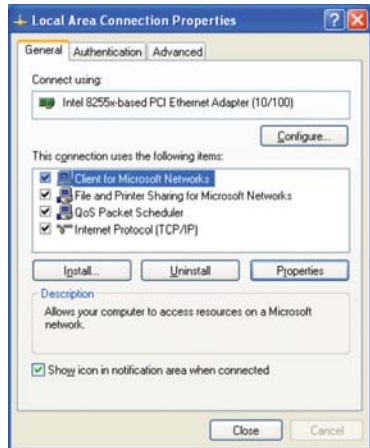 Local Area Connection Properties
General Authentication Advanced
Connect using:
Intel 8255x-based PCI Ethernet Adapter (10/100)
Configure...
This connection uses the following items:
Client for Microsoft Networks
File and Printer Sharing for Microsoft Networks
QoS Packet Scheduler
Internet Protocol (TCP/IP)
Install... Uninstall Properties
Description
Allows your computer to access resources on a Microsoft
network.
Show icon in notification area when connected
Close Cancel